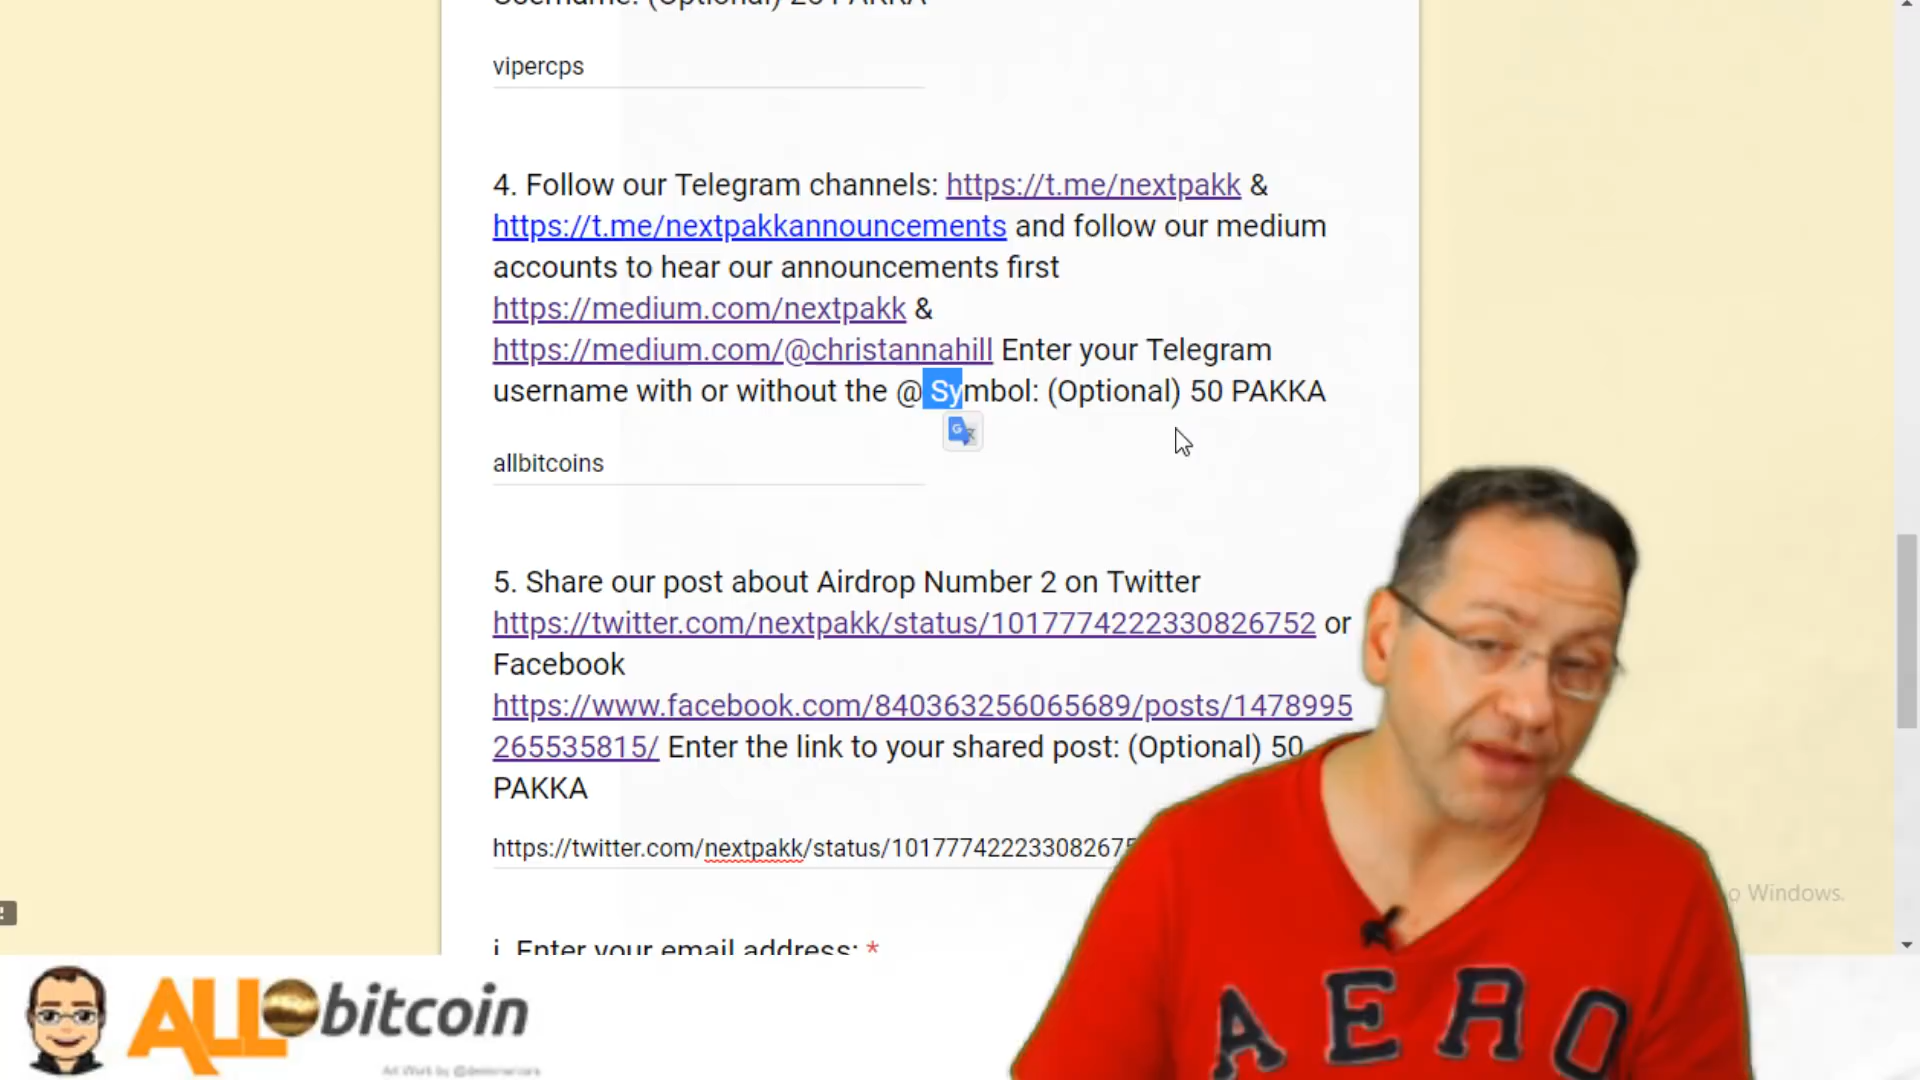 vipercps
4. Follow our Telegram channels: https://t.me/nextpakk &
https://t.me/nextpakkannouncements and follow our medium
accounts to hear our announcements first
https://medium.com/nextpakk &
https://medium.com/@christannahill Enter your Telegram
username with or without the @ Symbol: (Optional) 50 PAKKA
allbitcoins
5. Share our post about Airdrop Number 2 on Twitter
https://twitter.com/nextpakk/status/1017774222330826752 or
Facebook
https://www.facebook.com/840363256065689/posts/1478995
265535815/ Enter the link to your shared post: (Optional) 50
PAKKA
https://twitter.com/nextpakk/status/10177742223308267
i. Enter your email address: *
o Windows.
ALL bitcoin
AERO